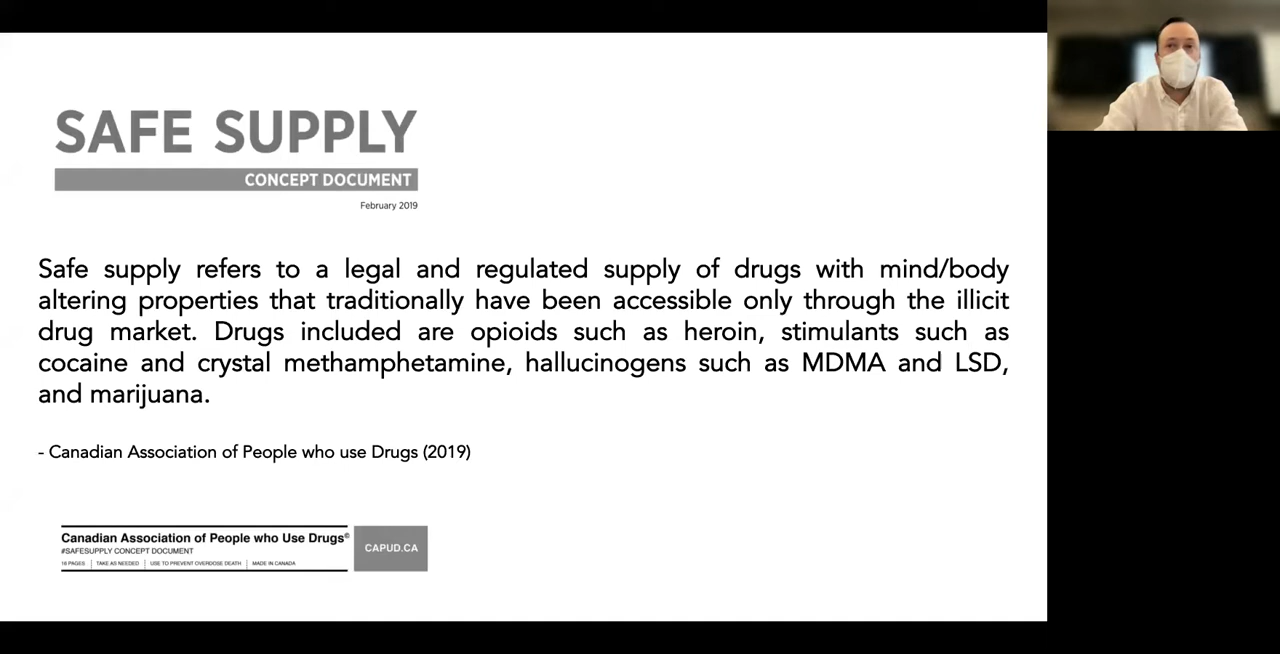 SAFE SUPPLY
CONCEPT DOCUMENT
February 2019
Safe supply refers to a legal and regulated supply of drugs with mind/body
altering properties that traditionally have been accessible only through the illicit
drug market. Drugs included are opioids such as heroin, stimulants such as
cocaine and crystal methamphetamine, hallucinogens such as MDMA and LSD,
and marijuana.
- Canadian Association of People who use Drugs (2019)
Canadian Association of People who Use Drugs©
#SAFESUPPLY CONCEPT DOCUMENT
16 PAGES | TAKE AS NEEDED | USE TO PREVENT OVERDOSE DEATH | MADE IN CANADA
CAPUD.CA